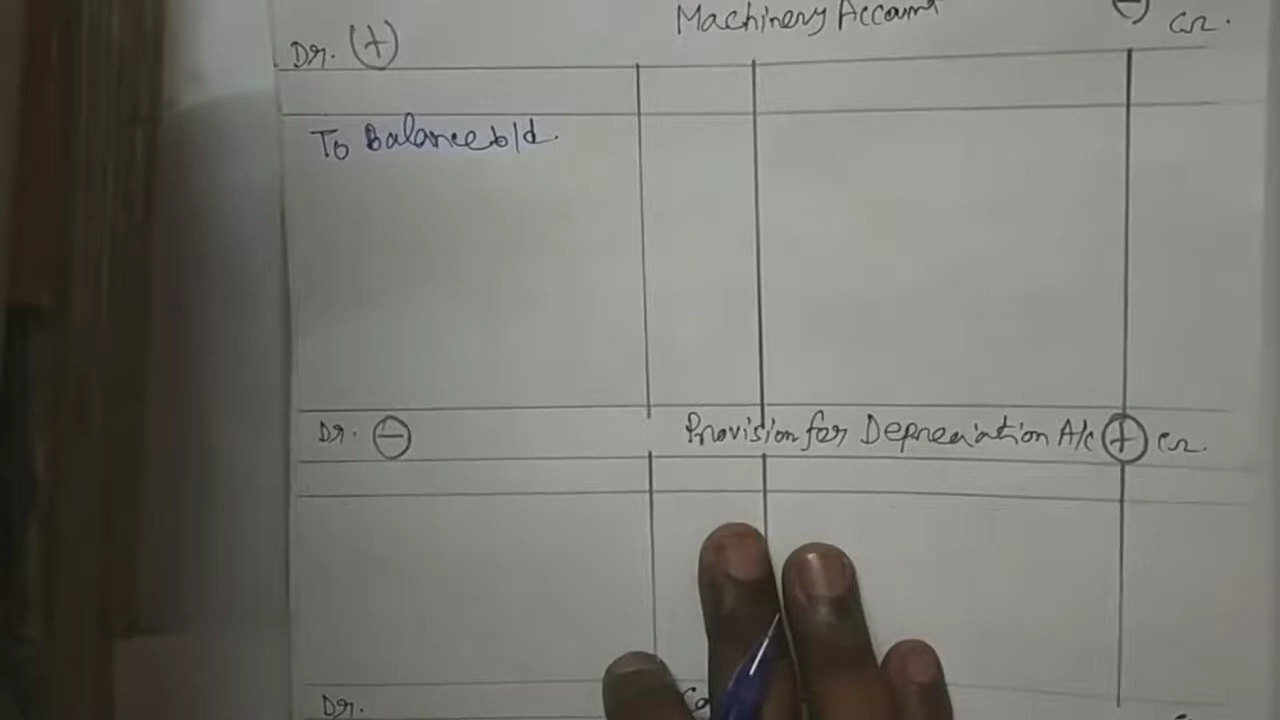 Machinery Account
Dr. (+) (-) Cr.
To Balance b/d.
Dr. (-) Provision for Depreciation A/c (+) Cr.
Dr.